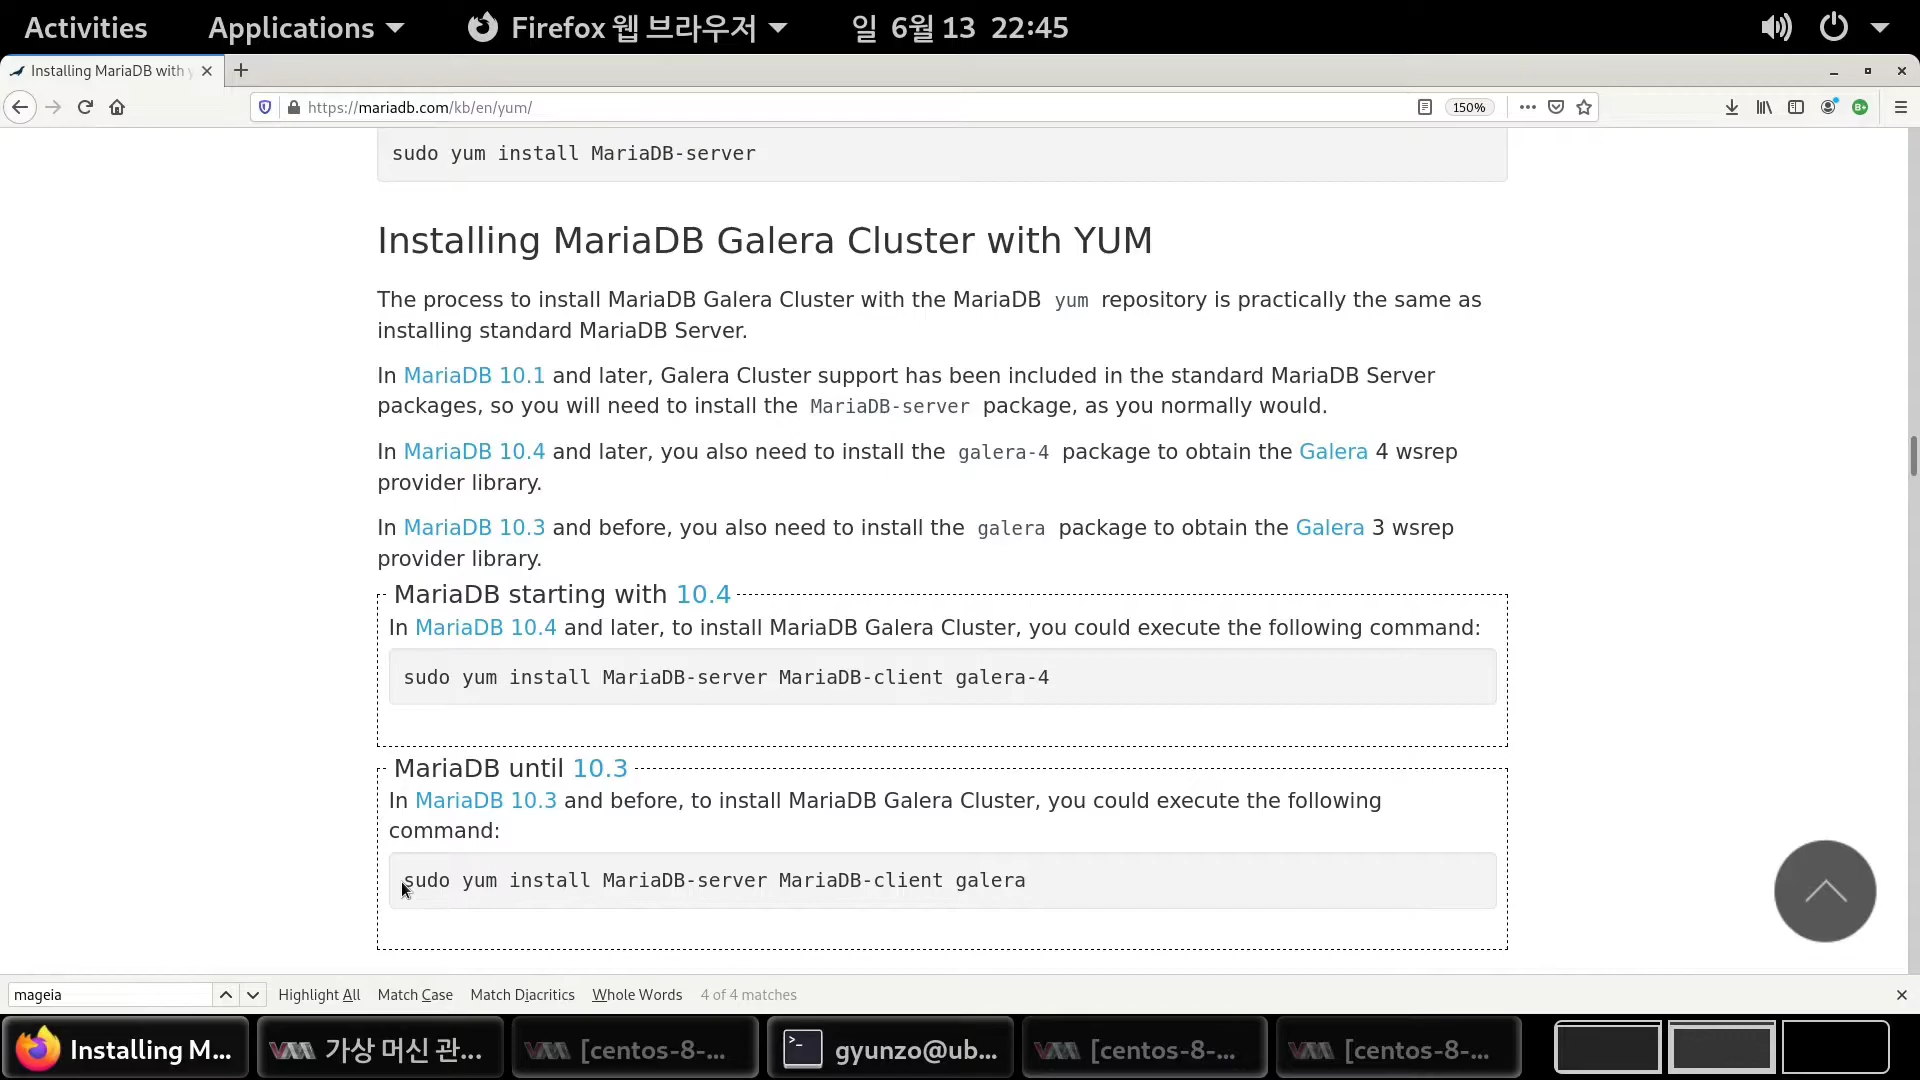 Activities Applications Firefox 웹 브라우저 일 6월 13 22:45
Installing MariaDB with y
https://mariadb.com/kb/en/yum/ 150%
sudo yum install MariaDB-server
Installing MariaDB Galera Cluster with YUM
The process to install MariaDB Galera Cluster with the MariaDB yum repository is practically the same as
installing standard MariaDB Server.
In MariaDB 10.1 and later, Galera Cluster support has been included in the standard MariaDB Server
packages, so you will need to install the MariaDB-server package, as you normally would.
In MariaDB 10.4 and later, you also need to install the galera-4 package to obtain the Galera 4 wsrep
provider library.
In MariaDB 10.3 and before, you also need to install the galera package to obtain the Galera 3 wsrep
provider library.
MariaDB starting with 10.4
In MariaDB 10.4 and later, to install MariaDB Galera Cluster, you could execute the following command:
sudo yum install MariaDB-server MariaDB-client galera-4
MariaDB until 10.3
In MariaDB 10.3 and before, to install MariaDB Galera Cluster, you could execute the following
command:
sudo yum install MariaDB-server MariaDB-client galera
mageia Highlight All Match Case Match Diacritics Whole Words 4 of 4 matches
Installing M... 가상 머신 관... [centos-8-... gyunzo@ub... [centos-8-... [centos-8-...